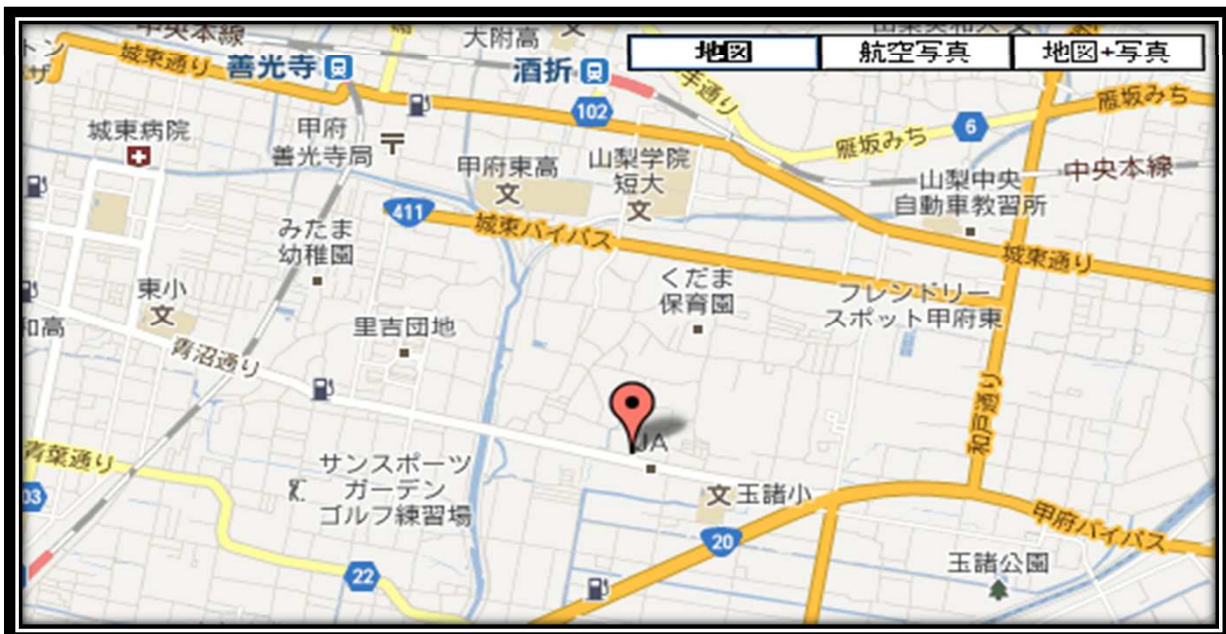 中央本線
トン
ザ
城東通り
善光寺
大附高
酒折
地図
航空写真
地図+写真
手通り
102
6
雁坂みち
雁坂みち
中央本線
城東病院
甲府
善光寺局
甲府東高
山梨学院
短大
山梨中央
自動車教習所
411
城東バイパス
城東通り
みたま
幼稚園
東小
和高
里吉団地
くだま
保育園
フレンドリー
スポット甲府東
青沼通り
和戸通り
JA
青葉通り
03
サンスポーツ
ガーデン
ゴルフ練習場
玉諸小
20
甲府バイパス
22
玉諸公園